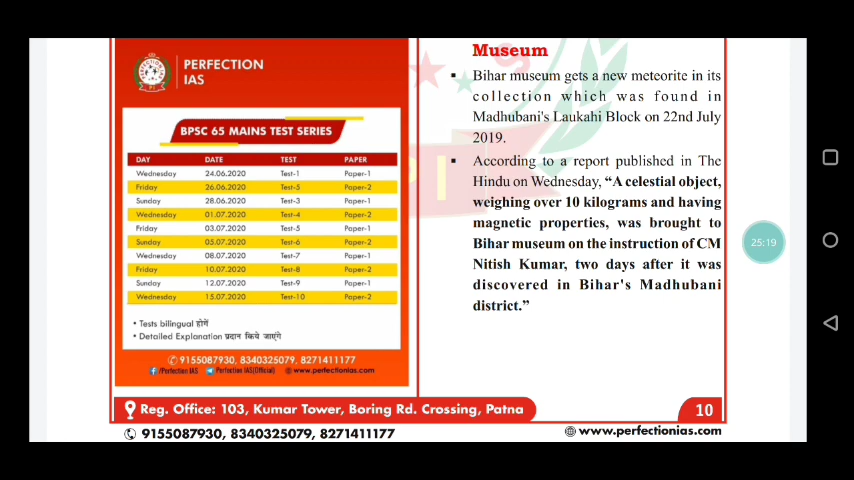 PERFECTION
IAS
BPSC 65 MAINS TEST SERIES
DAY DATE TEST PAPER
Wednesday 24.06.2020 Test-1 Paper-1
Friday 26.06.2020 Test-5 Paper-2
Sunday 28.06.2020 Test-3 Paper-1
Wednesday 01.07.2020 Test-4 Paper-2
Friday 03.07.2020 Test-5 Paper-1
Sunday 05.07.2020 Test-6 Paper-2
Wednesday 08.07.2020 Test-7 Paper-1
Friday 10.07.2020 Test-8 Paper-2
Sunday 12.07.2020 Test-9 Paper-1
Wednesday 15.07.2020 Test-10 Paper-2
• Tests bilingual होगें
• Detailed Explanation प्रदान किये जाएंगे
9155087930, 8340325079, 8271411177
/Perfection IAS Perfection IAS(Official) www.perfectionias.com
Museum
▪ Bihar museum gets a new meteorite in its
collection which was found in
Madhubani's Laukahi Block on 22nd July
2019.
▪ According to a report published in The
Hindu on Wednesday, “A celestial object,
weighing over 10 kilograms and having
magnetic properties, was brought to
Bihar museum on the instruction of CM
Nitish Kumar, two days after it was
discovered in Bihar's Madhubani
district.”
Reg. Office: 103, Kumar Tower, Boring Rd. Crossing, Patna
10
9155087930, 8340325079, 8271411177
www.perfectionias.com
25:19